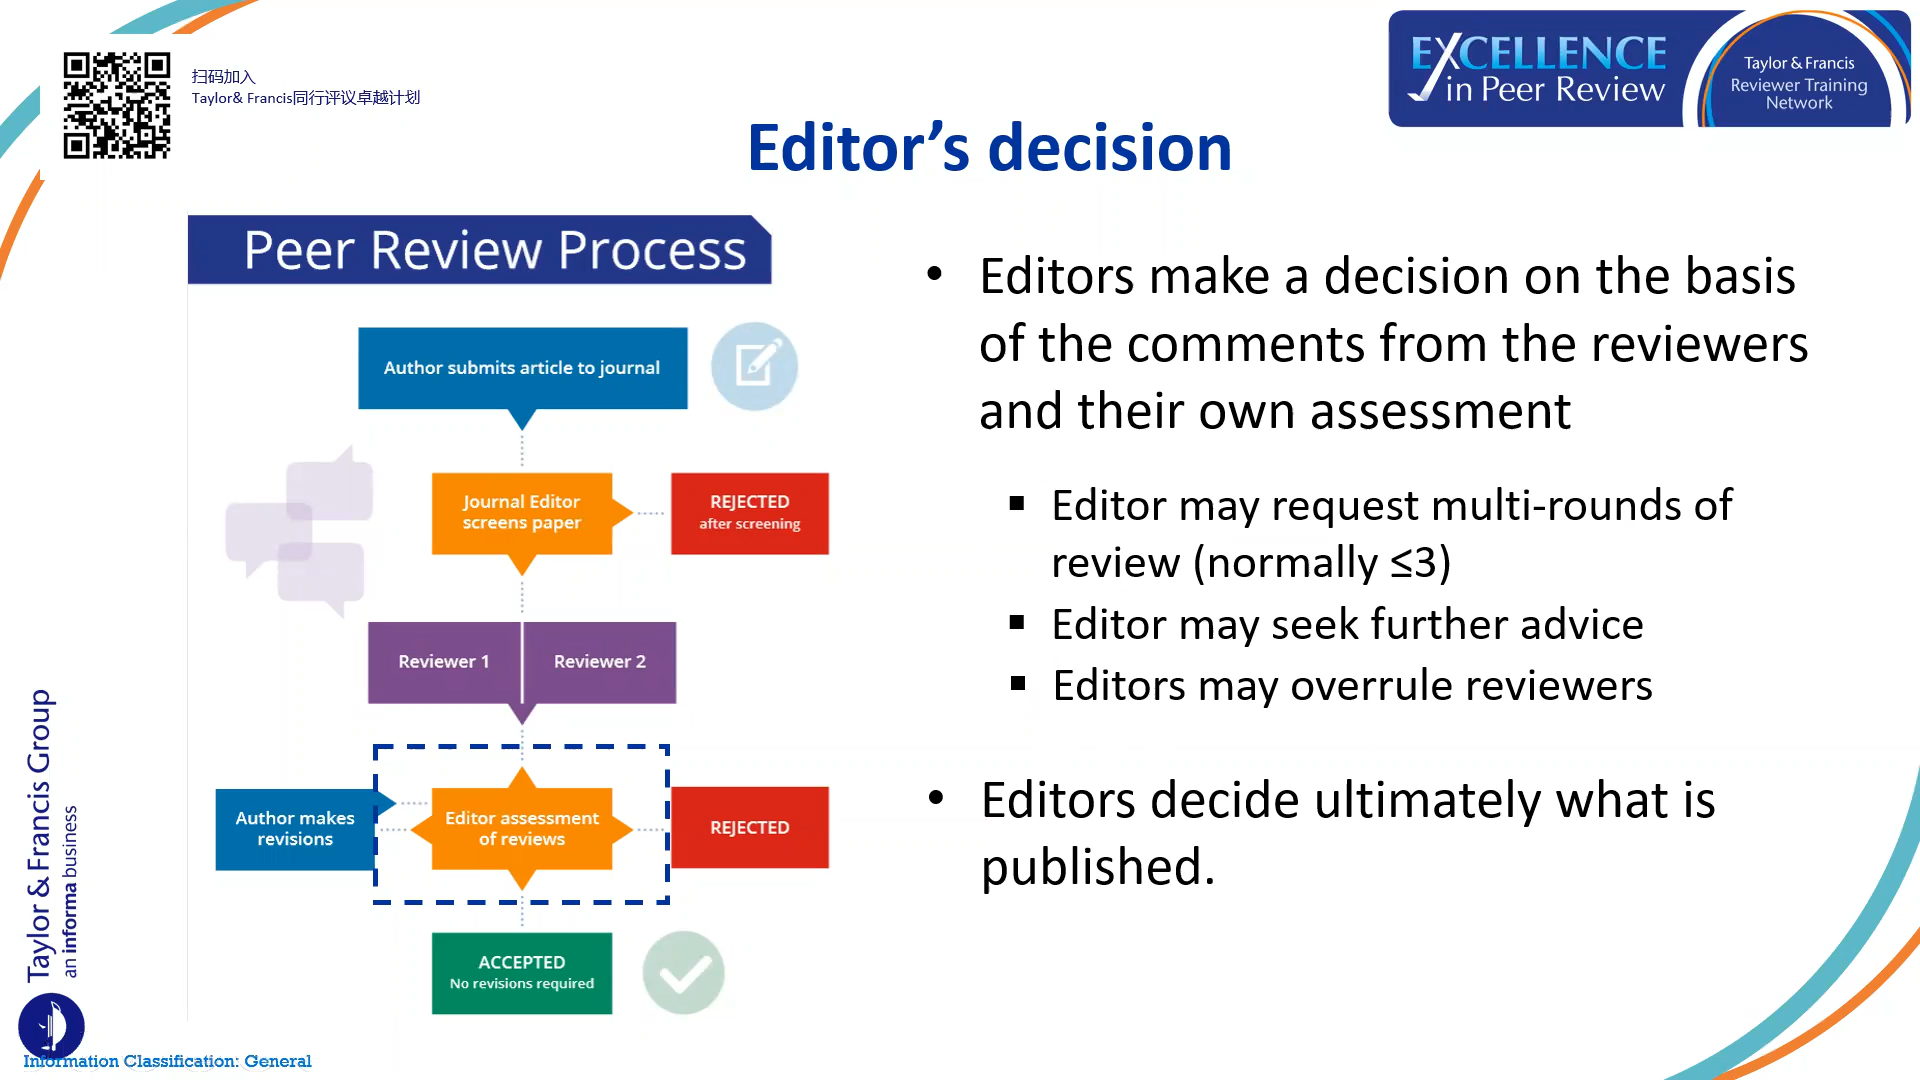 扫码加入
Taylor& Francis同行评议卓越计划
EXCELLENCE
in Peer Review
Taylor & Francis
Reviewer Training
Network
Editor’s decision
Peer Review Process
Author submits article to journal
Journal Editor
screens paper
REJECTED
after screening
Reviewer 1
Reviewer 2
Author makes
revisions
Editor assessment
of reviews
REJECTED
ACCEPTED
No revisions required
• Editors make a decision on the basis
of the comments from the reviewers
and their own assessment
▪ Editor may request multi-rounds of
review (normally ≤3)
▪ Editor may seek further advice
▪ Editors may overrule reviewers
• Editors decide ultimately what is
published.
Taylor & Francis Group
an informa business
Information Classification: General